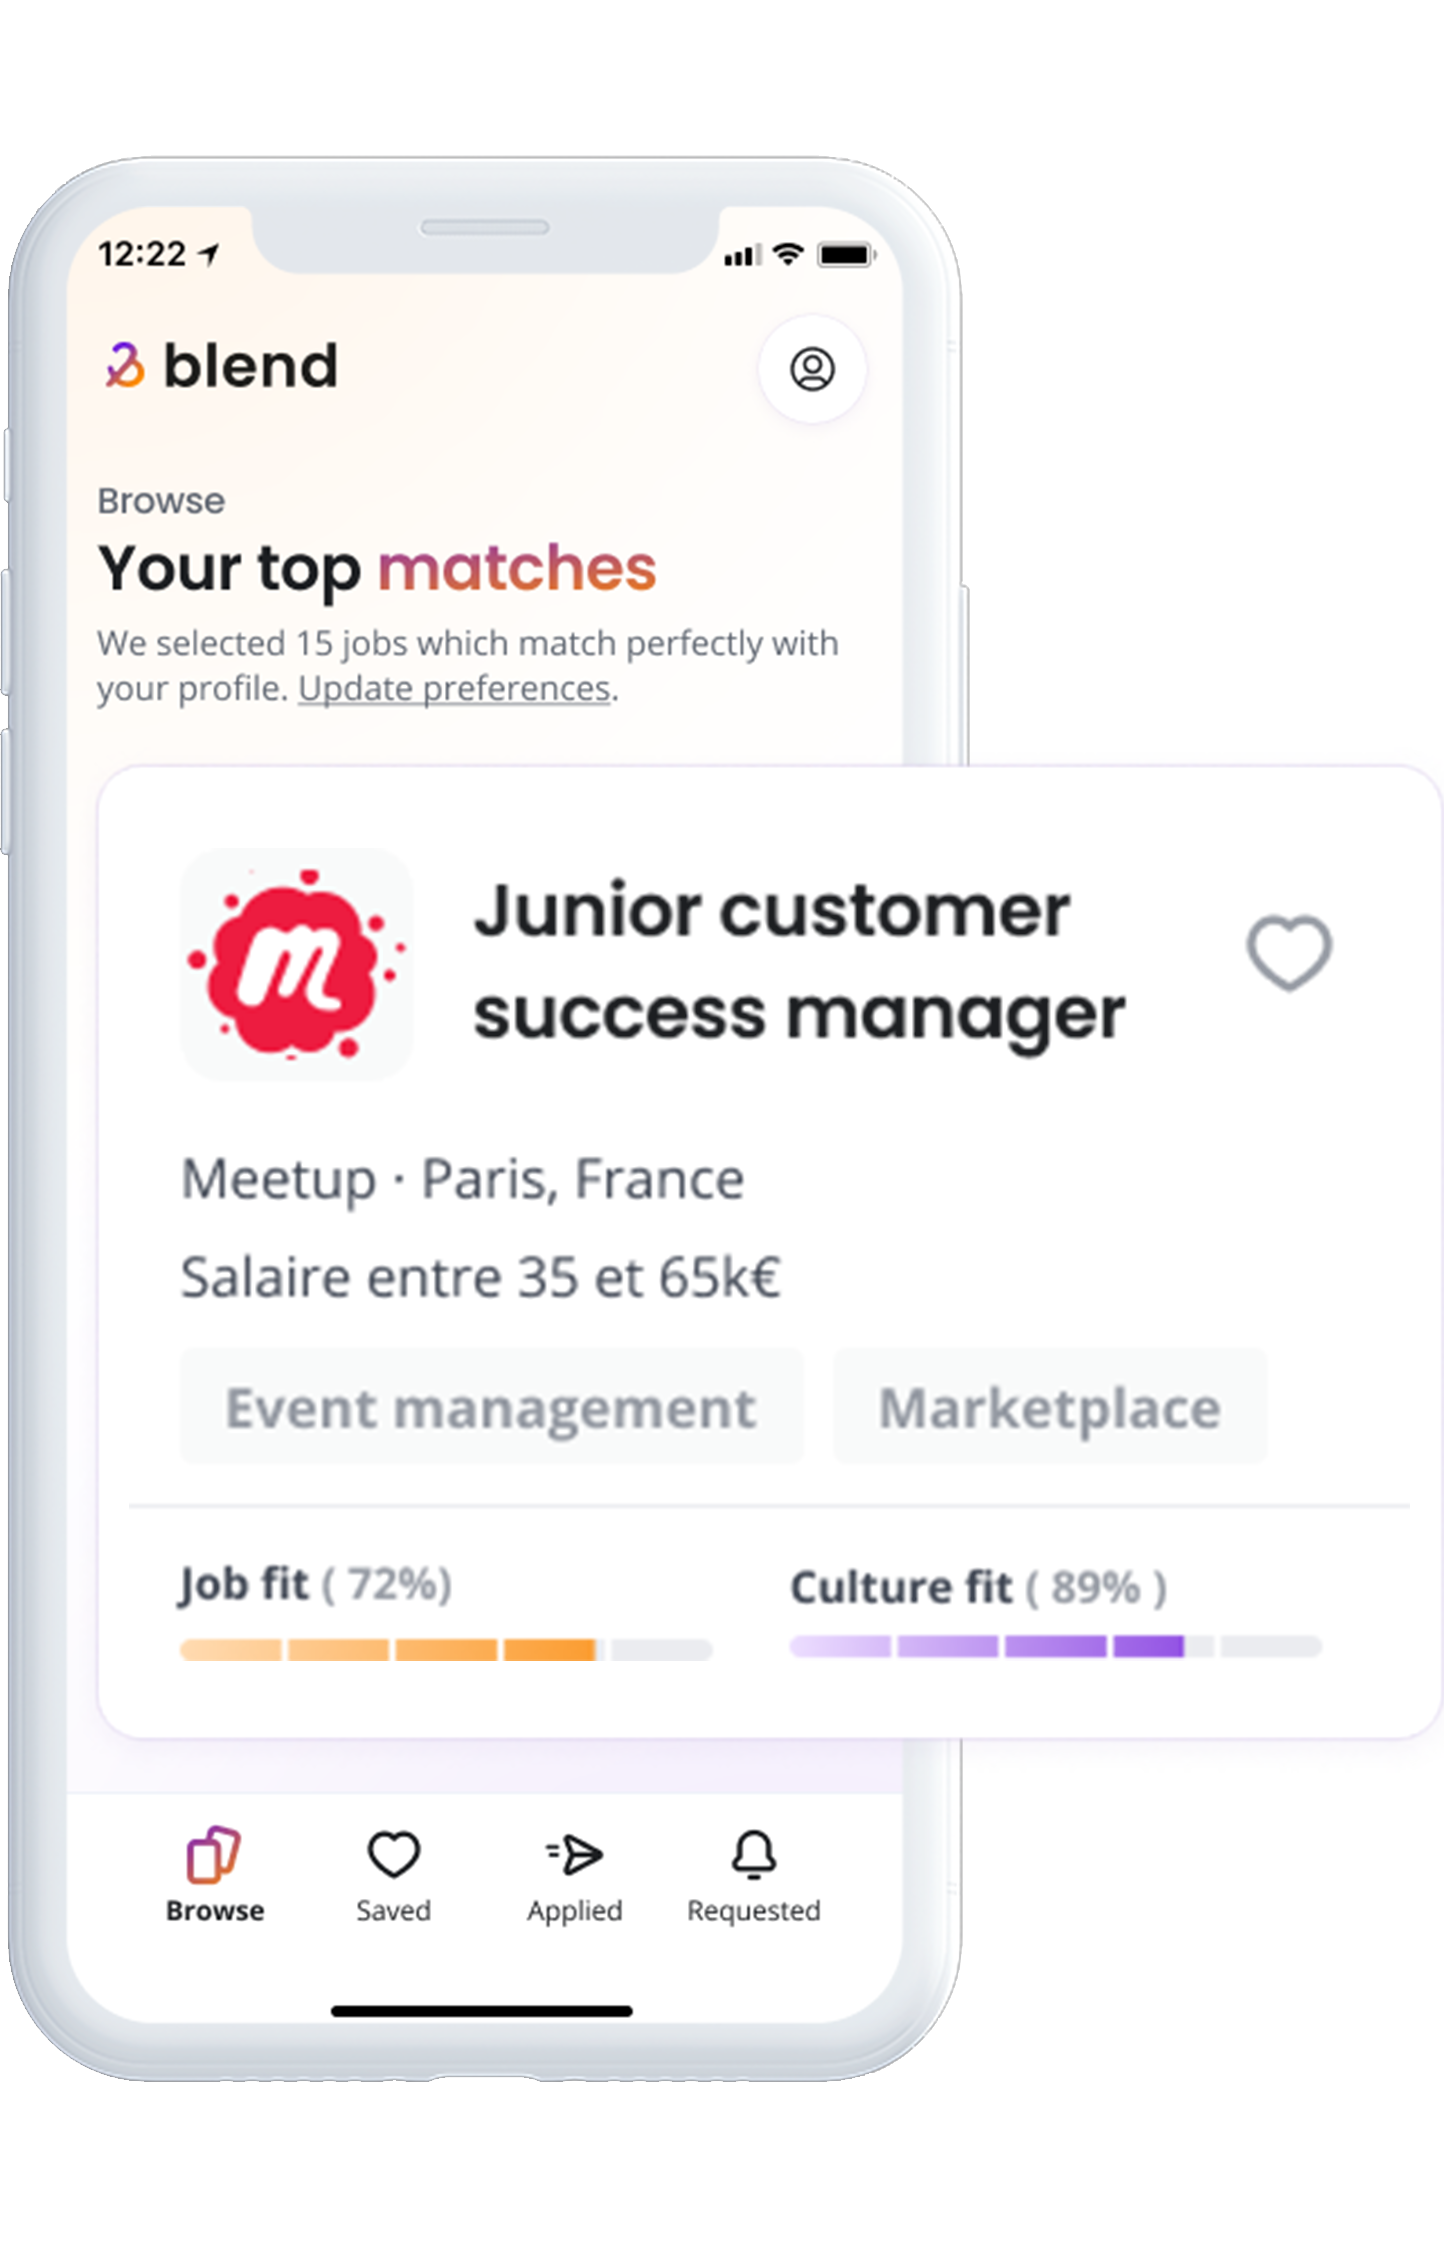 12:22
blend
Browse
Your top matches
We selected 15 jobs which match perfectly with
your profile. Update preferences.
m
Junior customer
success manager
Meetup · Paris, France
Salaire entre 35 et 65k€
Event management Marketplace
Job fit ( 72%) Culture fit ( 89% )
Browse Saved Applied Requested